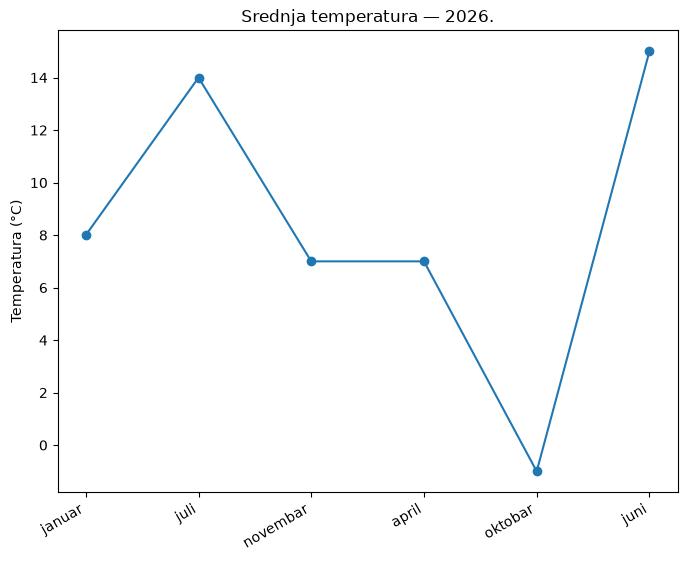 Srednja temperatura — 2026.
Temperatura (°C)
14
12
10
8
6
4
2
0
januar
juli
novembar
april
oktobar
juni